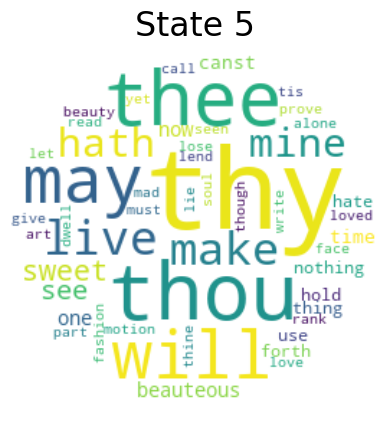 State 5
call canst
thee tis
beauty yet prove
read now seen alone
hath mine
let lose lend
may thy
mad lie soul though write hate
give must loved
art dwell live make time
face
sweet nothing
see thou hold
thing
one rank
part motion use
fashion thine will forth
love
beauteous